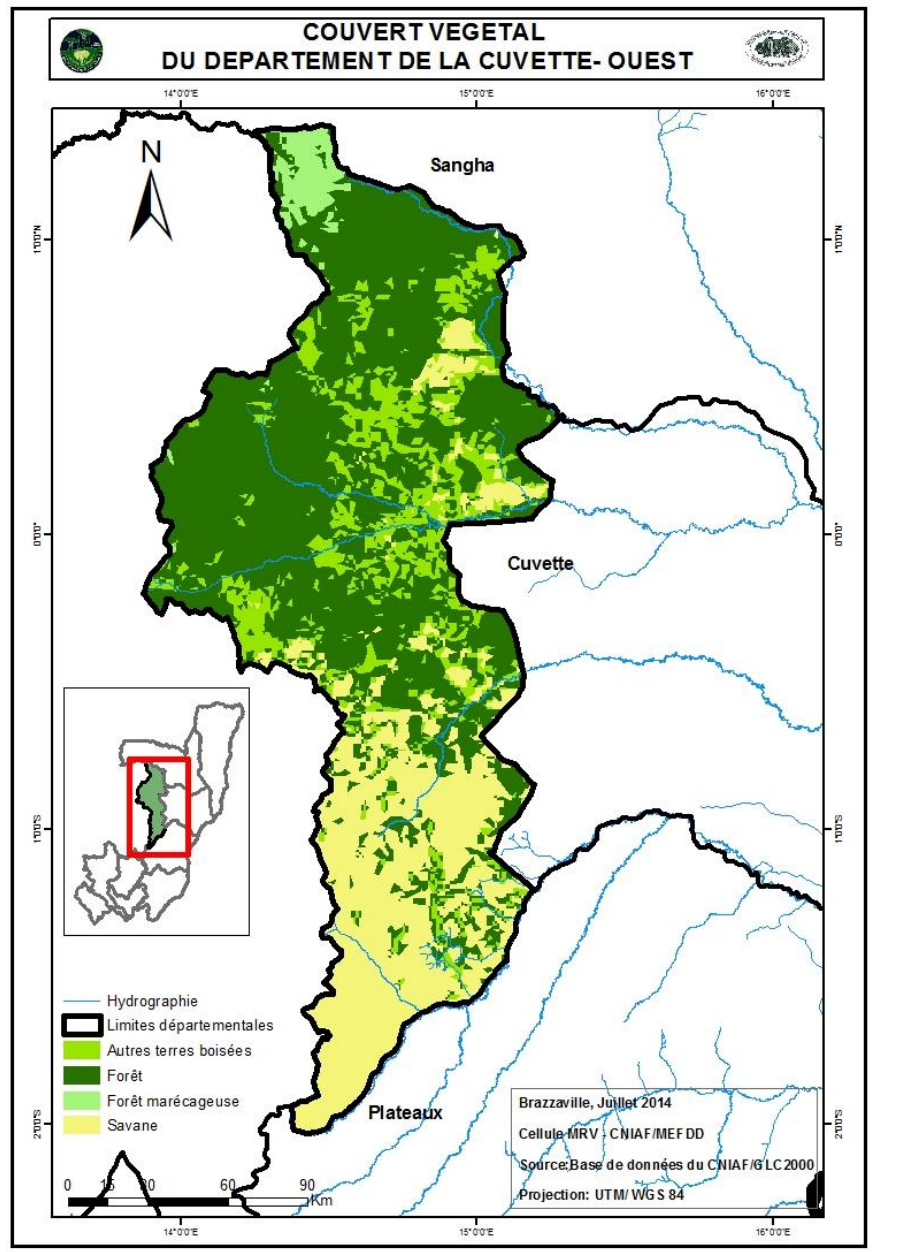 COUVERT VEGETAL
DU DEPARTEMENT DE LA CUVETTE- OUEST
14°0'0"E 15°0'0"E 16°0'0"E
N
Sangha
1°0'0"N 1°0'0"N
0°0'0" 0°0'0"
Cuvette
1°0'0"S 1°0'0"S
Hydrographie
Limites départementales
Autres terres boisées
Forêt
Forêt marécageuse
Savane
Plateaux
Brazzaville, Juillet 2014
Cellule MRV - CNIAF/MEFDD
Source:Base de données du CNIAF/GLC2000
Projection: UTM/ WGS 84
2°0'0"S 2°0'0"S
0 15 30 60 90
Km
14°0'0"E 15°0'0"E 16°0'0"E